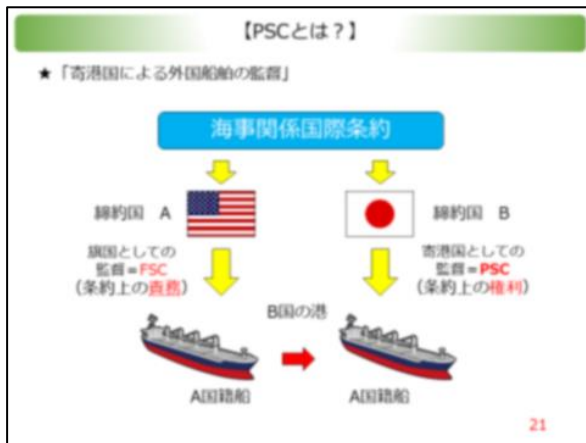 【PSCとは？】
★「寄港国による外国船舶の監督」
海事関係国際条約
締約国 A
締約国 B
旗国としての
監督＝FSC
（条約上の責務）
寄港国としての
監督＝PSC
（条約上の権利）
B国の港
A国籍船
A国籍船
21